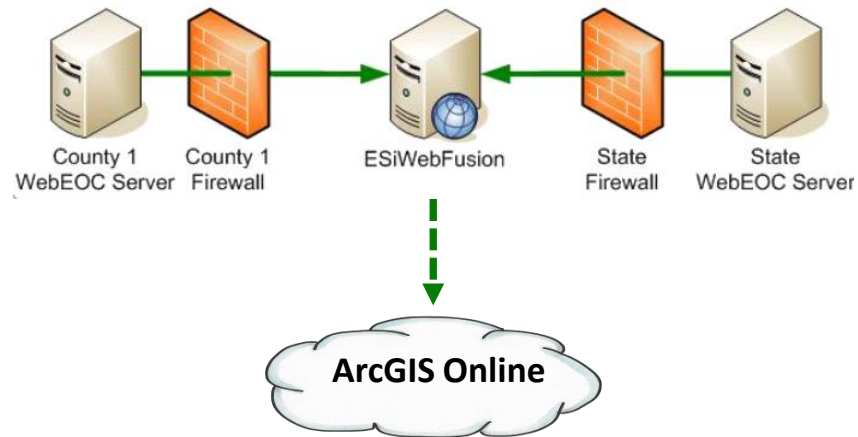 County 1
WebEOC Server
County 1
Firewall
ESiWebFusion
State
Firewall
State
WebEOC Server
ArcGIS Online